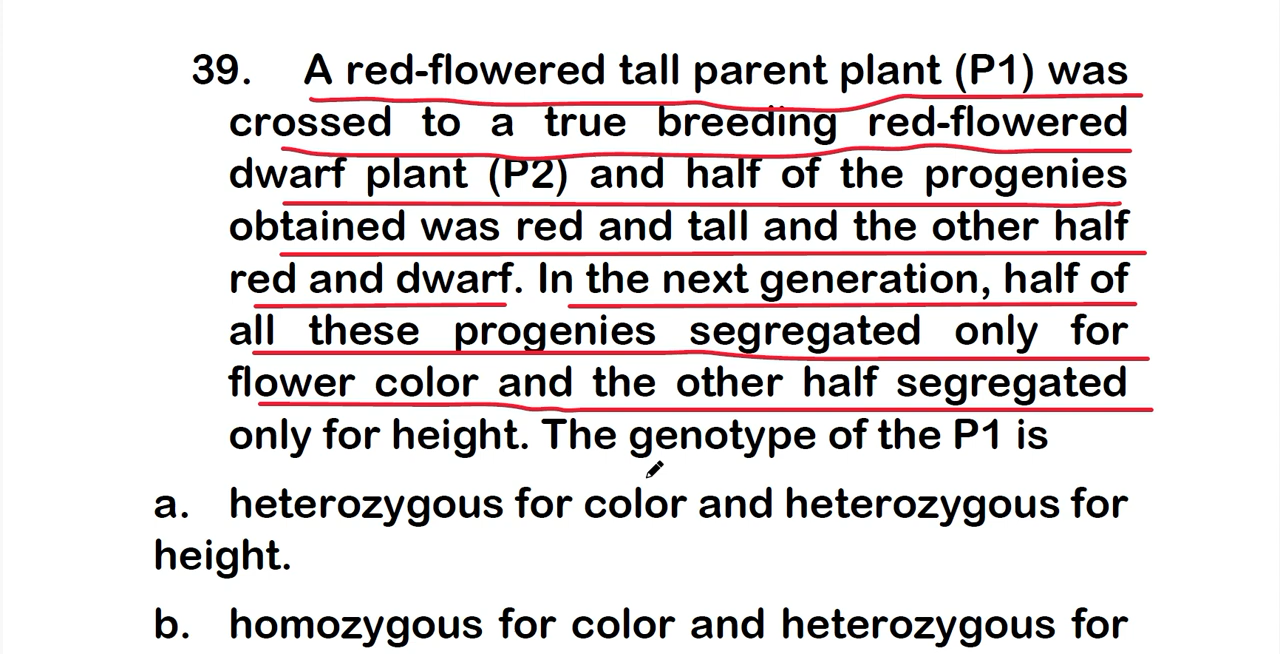 39. A red-flowered tall parent plant (P1) was
crossed to a true breeding red-flowered
dwarf plant (P2) and half of the progenies
obtained was red and tall and the other half
red and dwarf. In the next generation, half of
all these progenies segregated only for
flower color and the other half segregated
only for height. The genotype of the P1 is
a. heterozygous for color and heterozygous for
height.
b. homozygous for color and heterozygous for